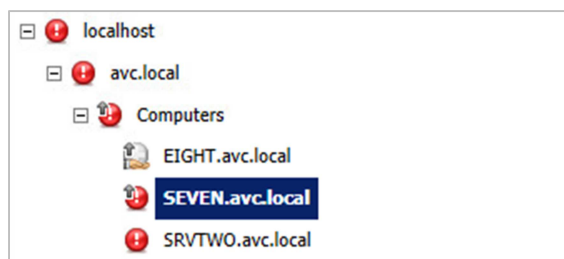 localhost
avc.local
Computers
EIGHT.avc.local
SEVEN.avc.local
SRVTWO.avc.local